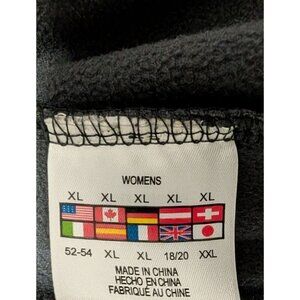 WOMENS
XL XL XL XL XL
52-54 XL XL 18/20 XXL
MADE IN CHINA
HECHO EN CHINA
FABRIQUÉ AU CHINE